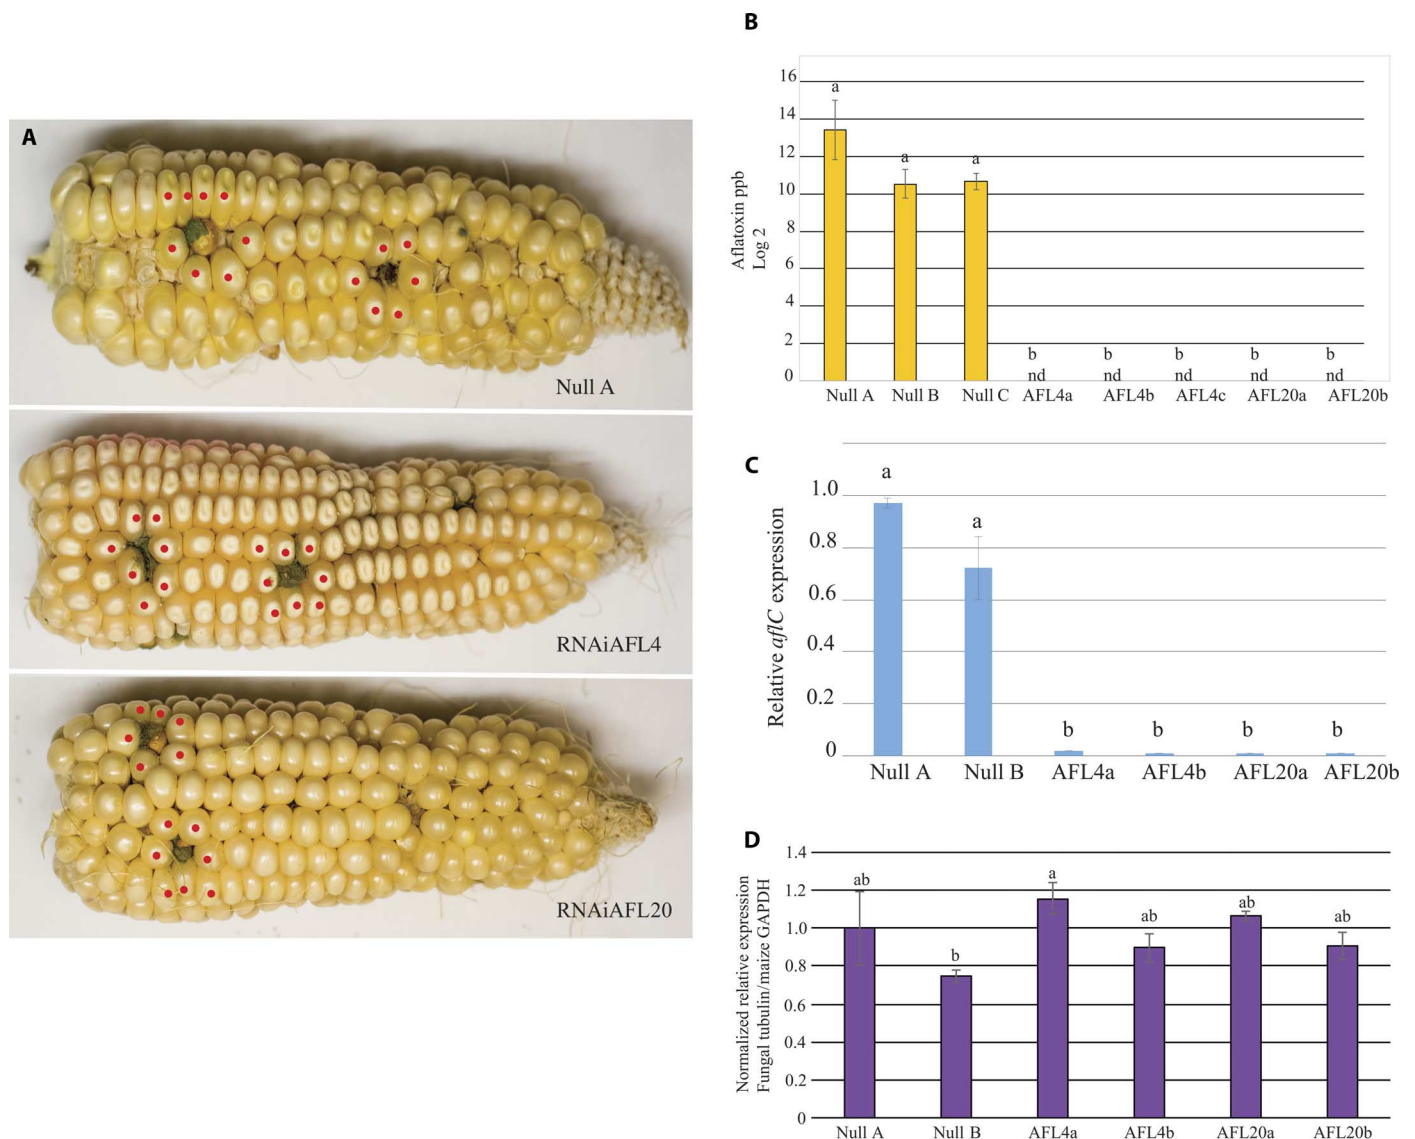 A
Null A
RNAiAFL4
RNAiAFL20
B
Aflatoxin ppb
Log 2
16
14
12
10
8
6
4
2
0
a
a
a
b
b
b
b
b
nd
nd
nd
nd
nd
Null A
Null B
Null C
AFL4a
AFL4b
AFL4c
AFL20a
AFL20b
C
Relative aflC expression
1.0
0.8
0.6
0.4
0.2
0
a
a
b
b
b
b
Null A
Null B
AFL4a
AFL4b
AFL20a
AFL20b
D
Normalized relative expression
Fungal tubulin/maize GAPDH
1.4
1.2
1.0
0.8
0.6
0.4
0.2
0
ab
b
a
ab
ab
ab
Null A
Null B
AFL4a
AFL4b
AFL20a
AFL20b